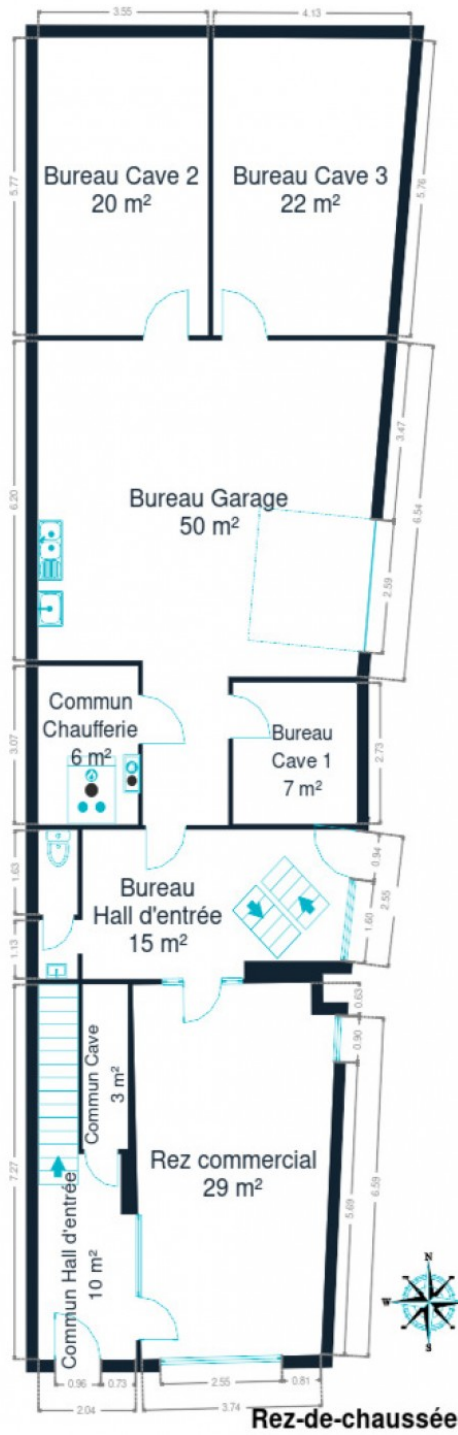 3.55
4.13
5.77
Bureau Cave 2
20 m²
Bureau Cave 3
22 m²
5.76
6.20
Bureau Garage
50 m²
3.47
6.54
2.59
3.07
Commun
Chaufferie
6 m²
Bureau
Cave 1
7 m²
2.73
1.63
1.13
Bureau
Hall d'entrée
15 m²
0.94
2.55
1.60
0.63
0.90
7.27
Commun Cave
3 m²
Rez commercial
29 m²
6.59
5.69
Commun Hall d'entrée
10 m²
N
W
E
S
0.96
0.73
2.55
0.81
2.04
3.74
Rez-de-chaussée